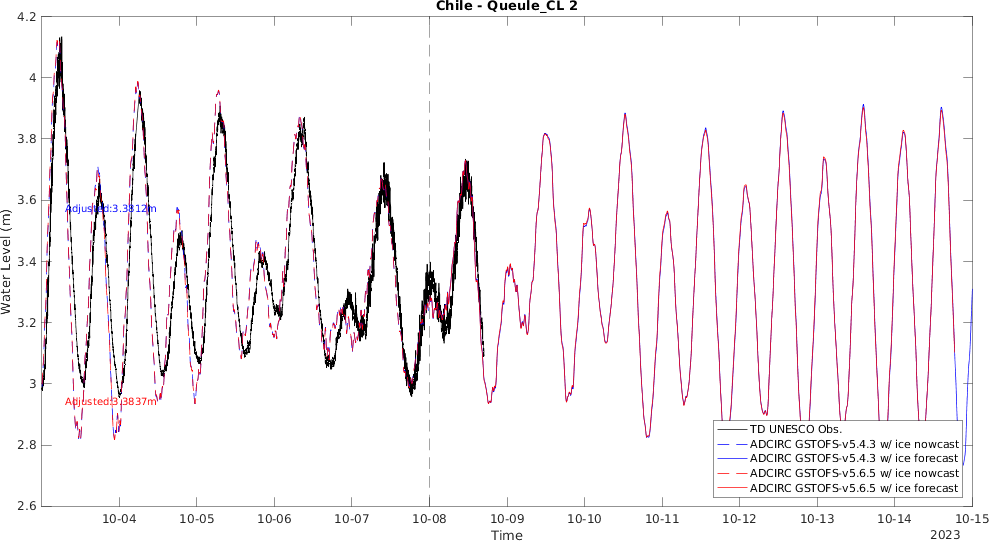 Chile - Queule_CL 2
4.2
4
3.8
3.6
3.4
3.2
3
2.8
2.6
Water Level (m)
Adjusted:3.3312m
Adjusted:3.3837m
TD UNESCO Obs.
ADCIRC GSTOFS-v5.4.3 w/ ice nowcast
ADCIRC GSTOFS-v5.4.3 w/ ice forecast
ADCIRC GSTOFS-v5.6.5 w/ ice nowcast
ADCIRC GSTOFS-v5.6.5 w/ ice forecast
10-04 10-05 10-06 10-07 10-08 10-09 10-10 10-11 10-12 10-13 10-14 10-15
Time
2023